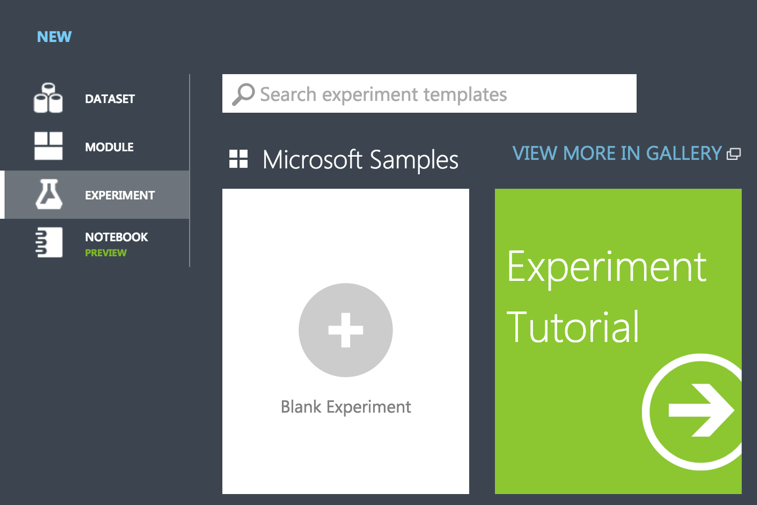 NEW
DATASET
MODULE
EXPERIMENT
NOTEBOOK
PREVIEW
Search experiment templates
Microsoft Samples
VIEW MORE IN GALLERY
Blank Experiment
Experiment
Tutorial